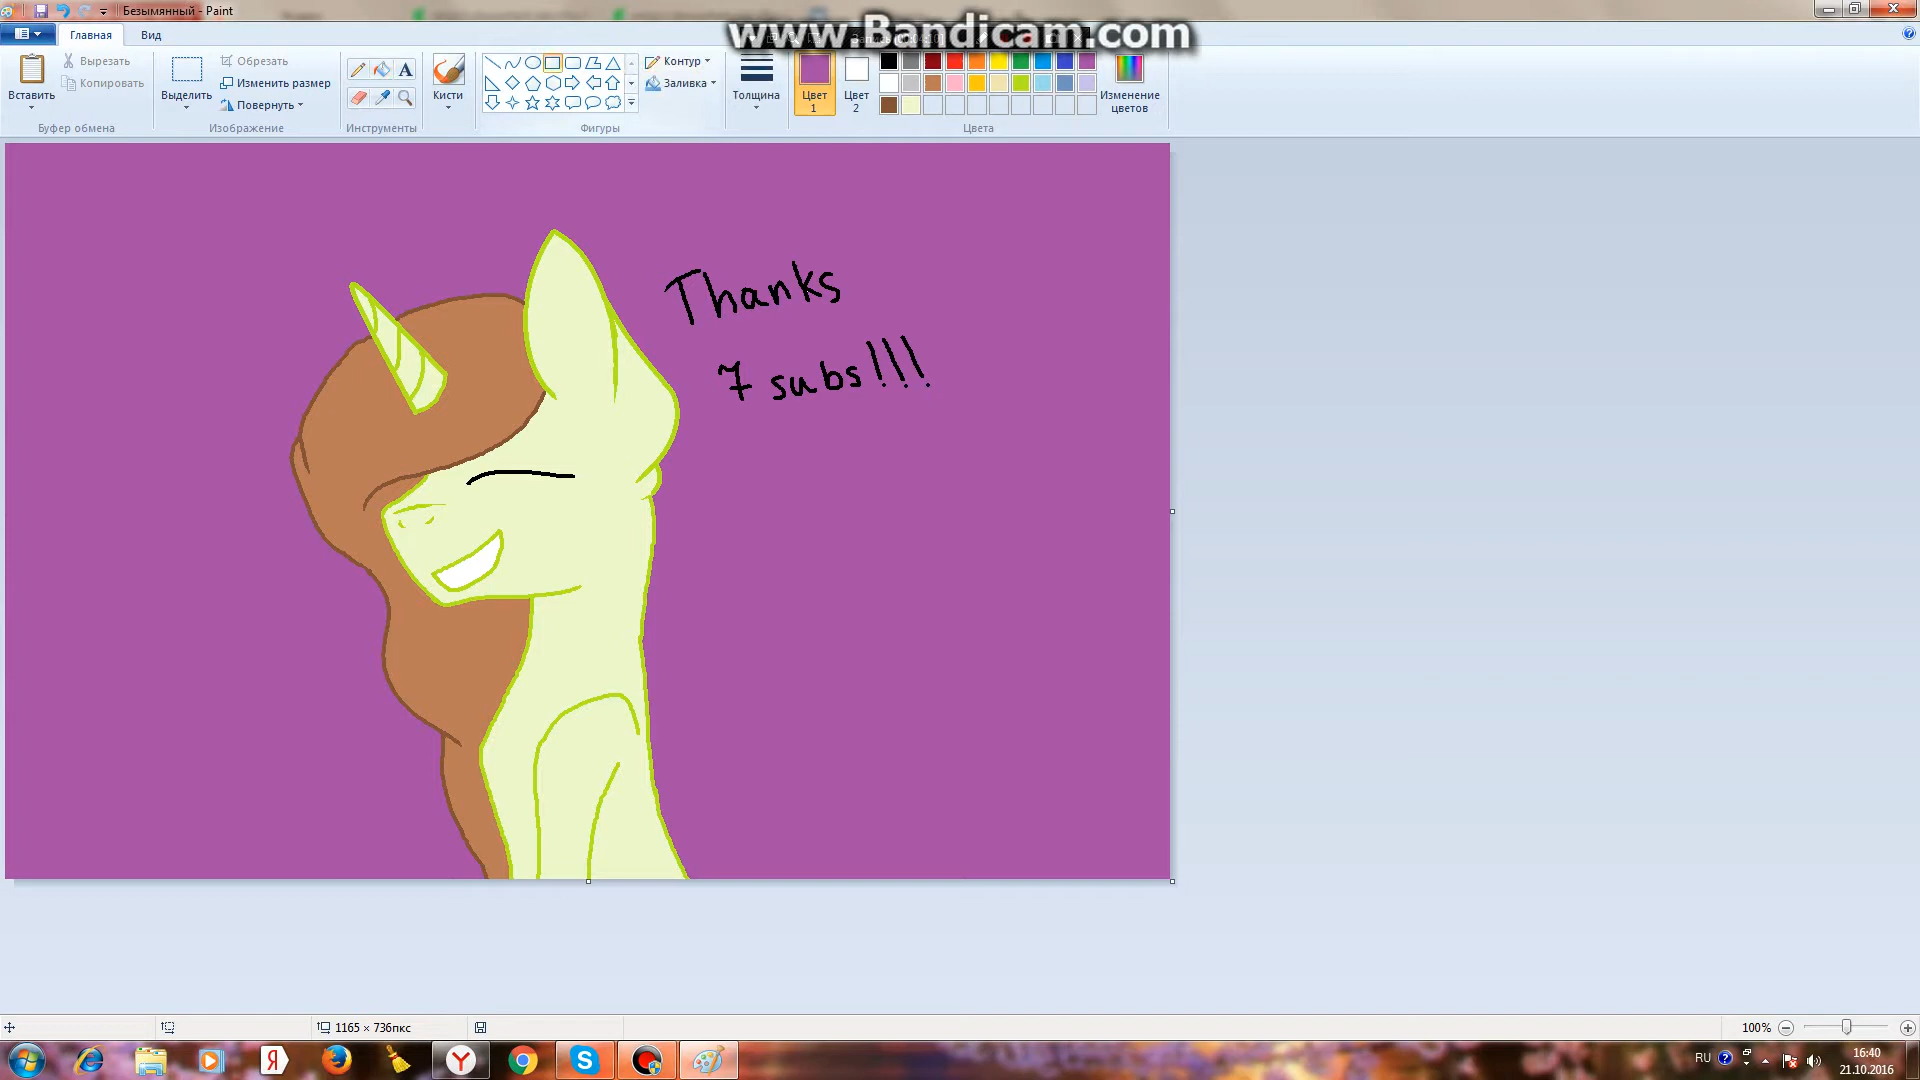 Безымянный - Paint
www.Bandicam.com
Главная
Вид
Вставить
Вырезать
Копировать
Буфер обмена
Выделить
Обрезать
Изменить размер
Повернуть
Изображение
Инструменты
Кисти
Контур
Заливка
Фигуры
Толщина
Цвет
1
Цвет
2
Изменение
цветов
Цвета
Thanks
7 subs!!!
1165 × 736пкс
100%
RU
16:40
21.10.2016